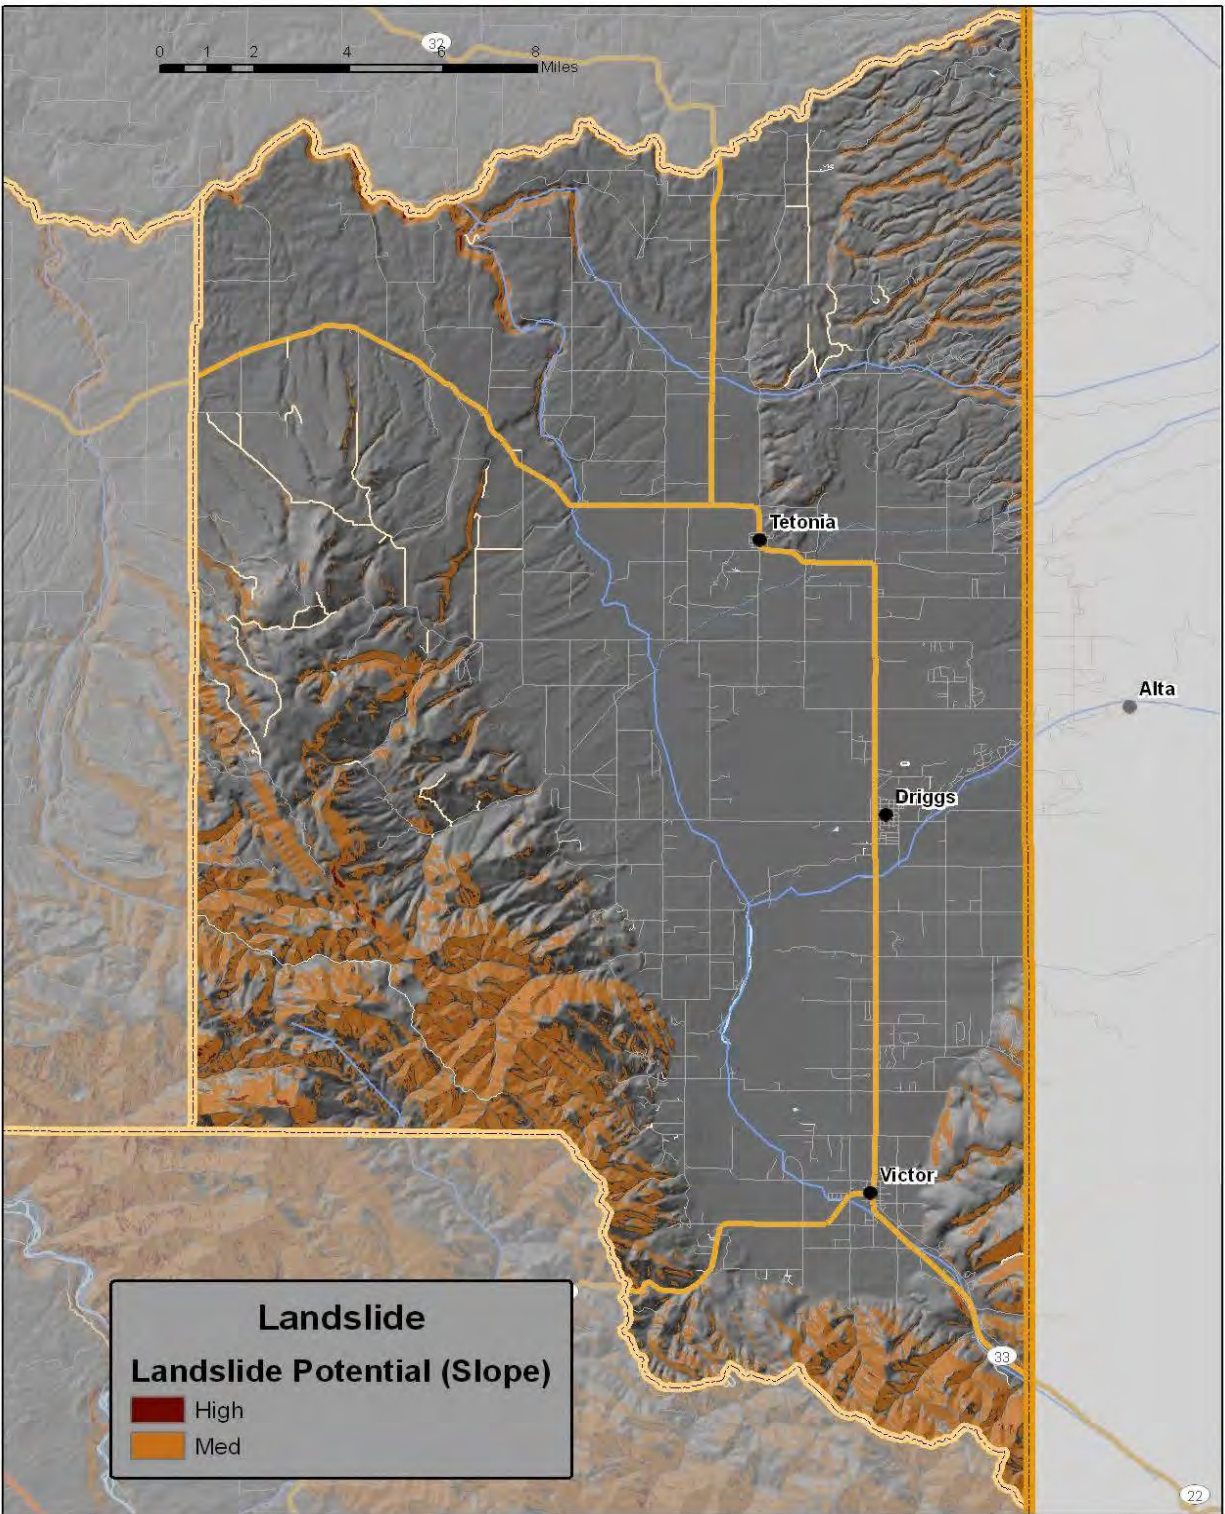 32
0 1 2 4 6 8
Miles
Tetonia
Alta
Driggs
Victor
33
22
Landslide
Landslide Potential (Slope)
High
Med